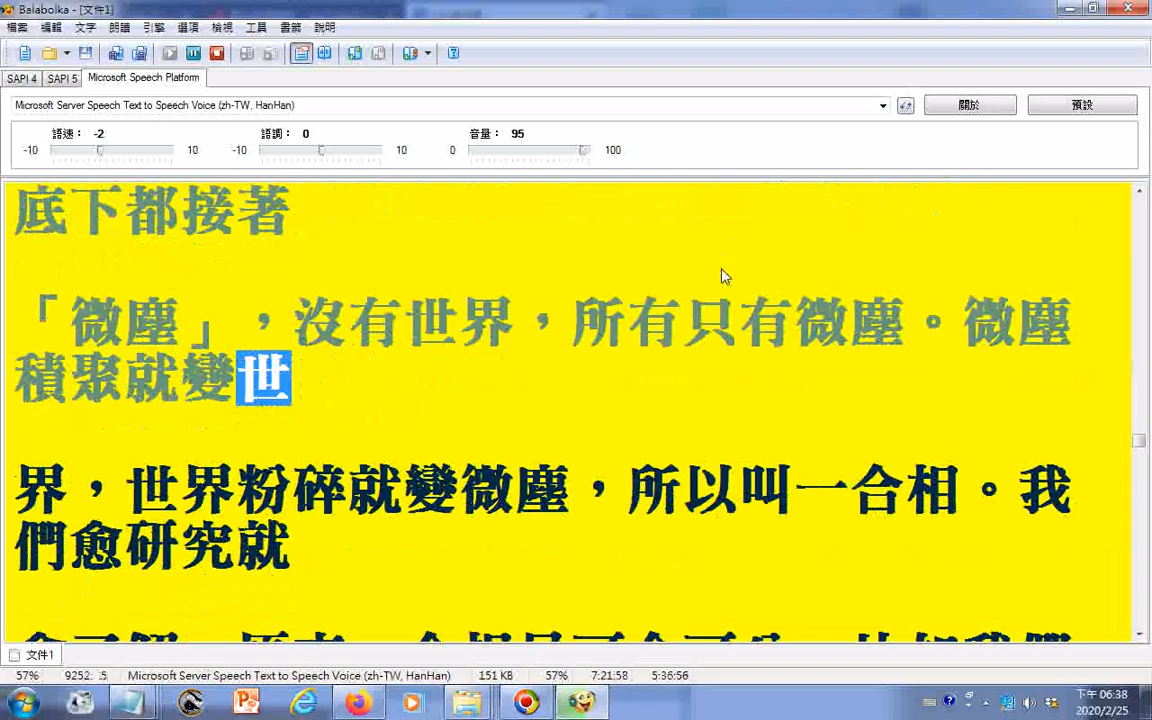 Balabolka - [文件1]
檔案 編輯 文字 朗讀 引擎 選項 檢視 工具 書籤 說明
SAPI 4 SAPI 5 Microsoft Speech Platform
Microsoft Server Speech Text to Speech Voice (zh-TW, HanHan)
關於 預設
語速: -2 語調: 0 音量: 95
-10 10 -10 10 0 100
底下都接著
「微塵」,沒有世界,所有只有微塵。微塵
積聚就變世
界,世界粉碎就變微塵,所以叫一合相。我
們愈研究就
文件1
57% 9252: 5 Microsoft Server Speech Text to Speech Voice (zh-TW, HanHan) 151 KB 57% 7:21:58 5:36:56
下午 06:38
2020/2/25